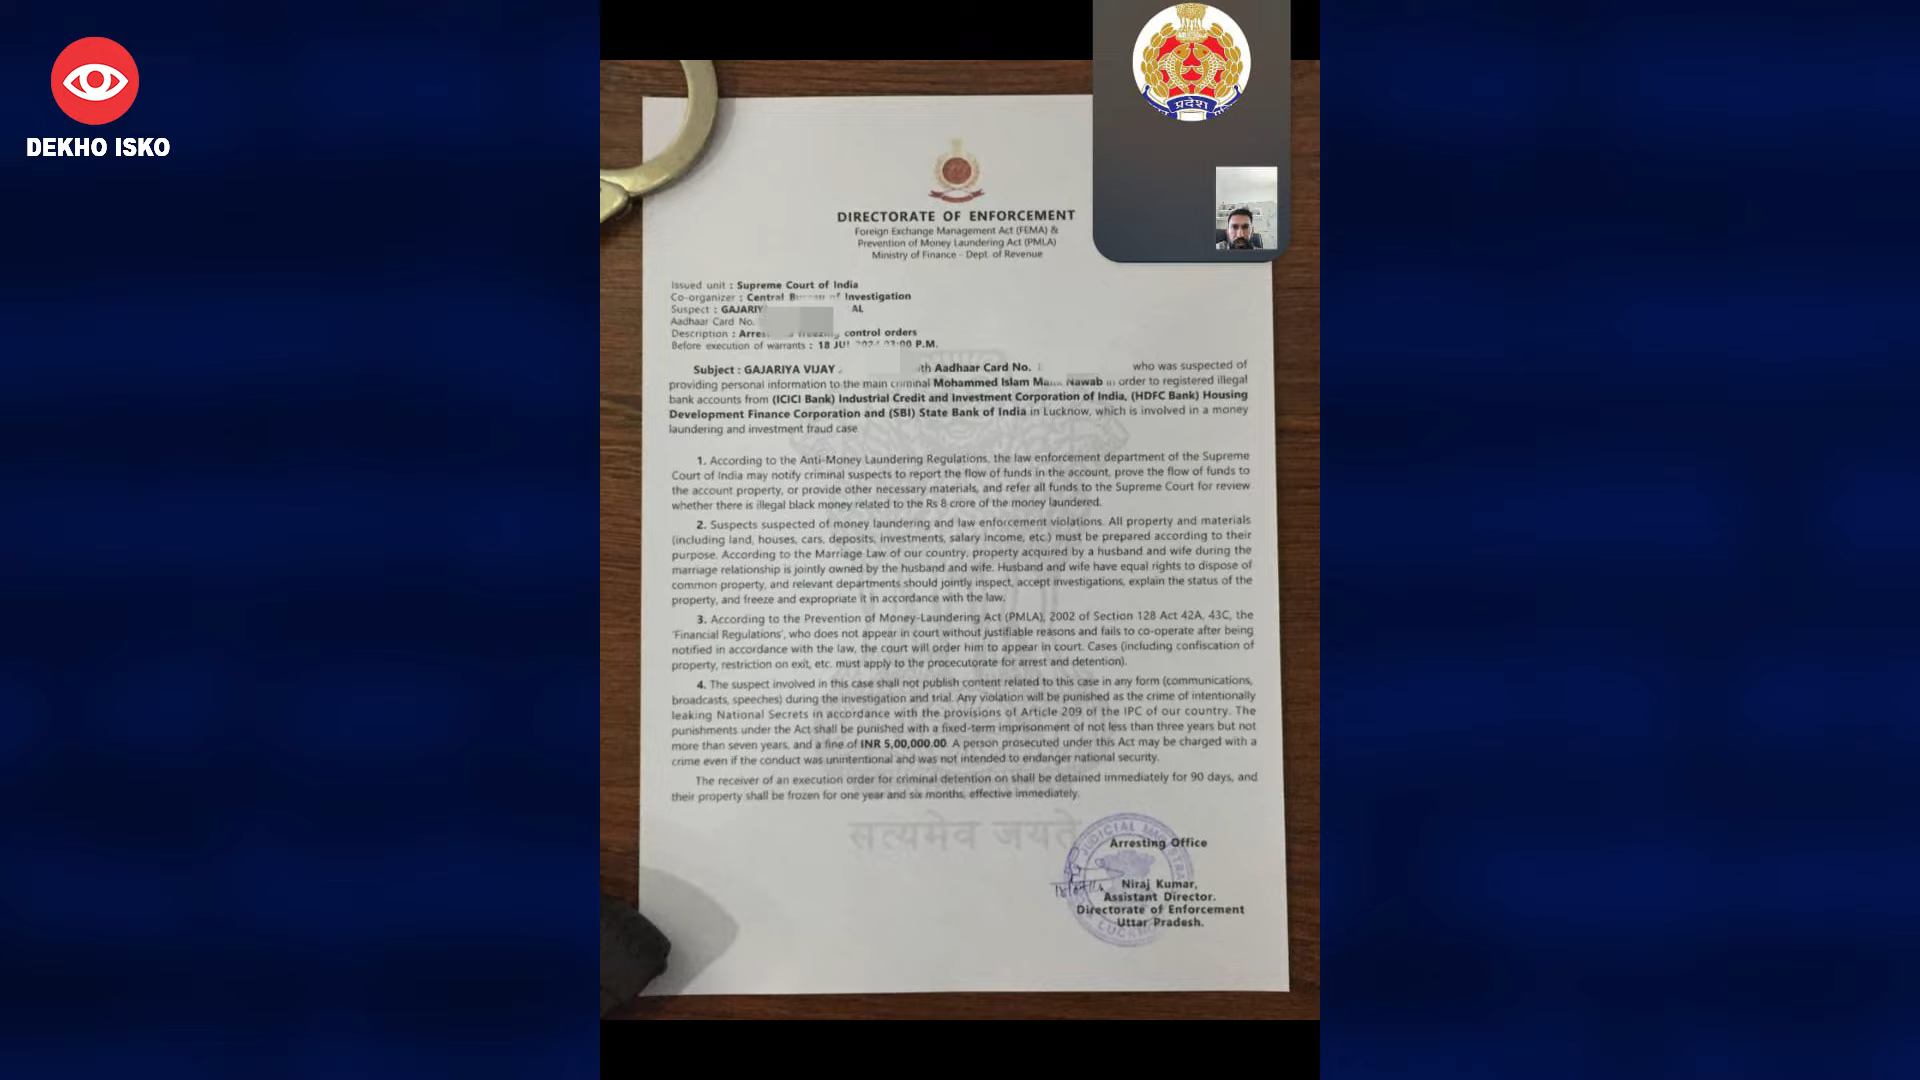 DEKHO ISKO
प्रदेश
DIRECTORATE OF ENFORCEMENT
Foreign Exchange Management Act (FEMA) &
Prevention of Money Laundering Act (PMLA)
Ministry of Finance - Dept. of Revenue
Issued unit : Supreme Court of India
Co-organizer : Central of Investigation
Suspect : GAJARIY AL
Aadhaar Card No.
Description : control orders
Before execution of warrants : 18 P.M.
Subject : GAJARIYA VIJAY Aadhaar Card No. who was suspected of
providing personal information to the main criminal Mohammed Islam Nawab in order to registered illegal
bank accounts from (ICICI Bank) Industrial Credit and Investment Corporation of India, (HDFC Bank) Housing
Development Finance Corporation and (SBI) State Bank of India in Lucknow, which is involved in a money
laundering and investment fraud case.
1. According to the Anti-Money Laundering Regulations, the law enforcement department of the Supreme
Court of India may notify criminal suspects to report the flow of funds in the account, prove the flow of funds to
the account property, or provide other necessary materials, and refer all funds to the Supreme Court for review
whether there is illegal black money related to the Rs 8 crore of the money laundered.
2. Suspects suspected of money laundering and law enforcement violations. All property and materials
(including land, houses, cars, deposits, investments, salary income, etc.) must be prepared according to their
purpose. According to the Marriage Law of our country, property acquired by a husband and wife during the
marriage relationship is jointly owned by the husband and wife. Husband and wife have equal rights to dispose of
common property, and relevant departments should jointly inspect, accept investigations, explain the status of the
property, and freeze and expropriate it in accordance with the law.
3. According to the Prevention of Money-Laundering Act (PMLA), 2002 of Section 128 Act 42A, 43C, the
'Financial Regulations', who does not appear in court without justifiable reasons and fails to co-operate after being
notified in accordance with the law, the court will order him to appear in court. Cases (including confiscation of
property, restriction on exit, etc. must apply to the procecutorate for arrest and detention).
4. The suspect involved in this case shall not publish content related to this case in any form (communications,
broadcasts, speeches) during the investigation and trial. Any violation will be punished as the crime of intentionally
leaking National Secrets in accordance with the provisions of Article 209 of the IPC of our country. The
punishments under the Act shall be punished with a fixed-term imprisonment of not less than three years but not
more than seven years, and a fine of INR 5,00,000.00. A person prosecuted under this Act may be charged with a
crime even if the conduct was unintentional and was not intended to endanger national security.
The receiver of an execution order for criminal detention on shall be detained immediately for 90 days, and
their property shall be frozen for one year and six months, effective immediately.
सत्यमेव जयते
JUDICIAL
Arresting Office
Niraj Kumar,
Assistant Director.
Directorate of Enforcement
Uttar Pradesh.